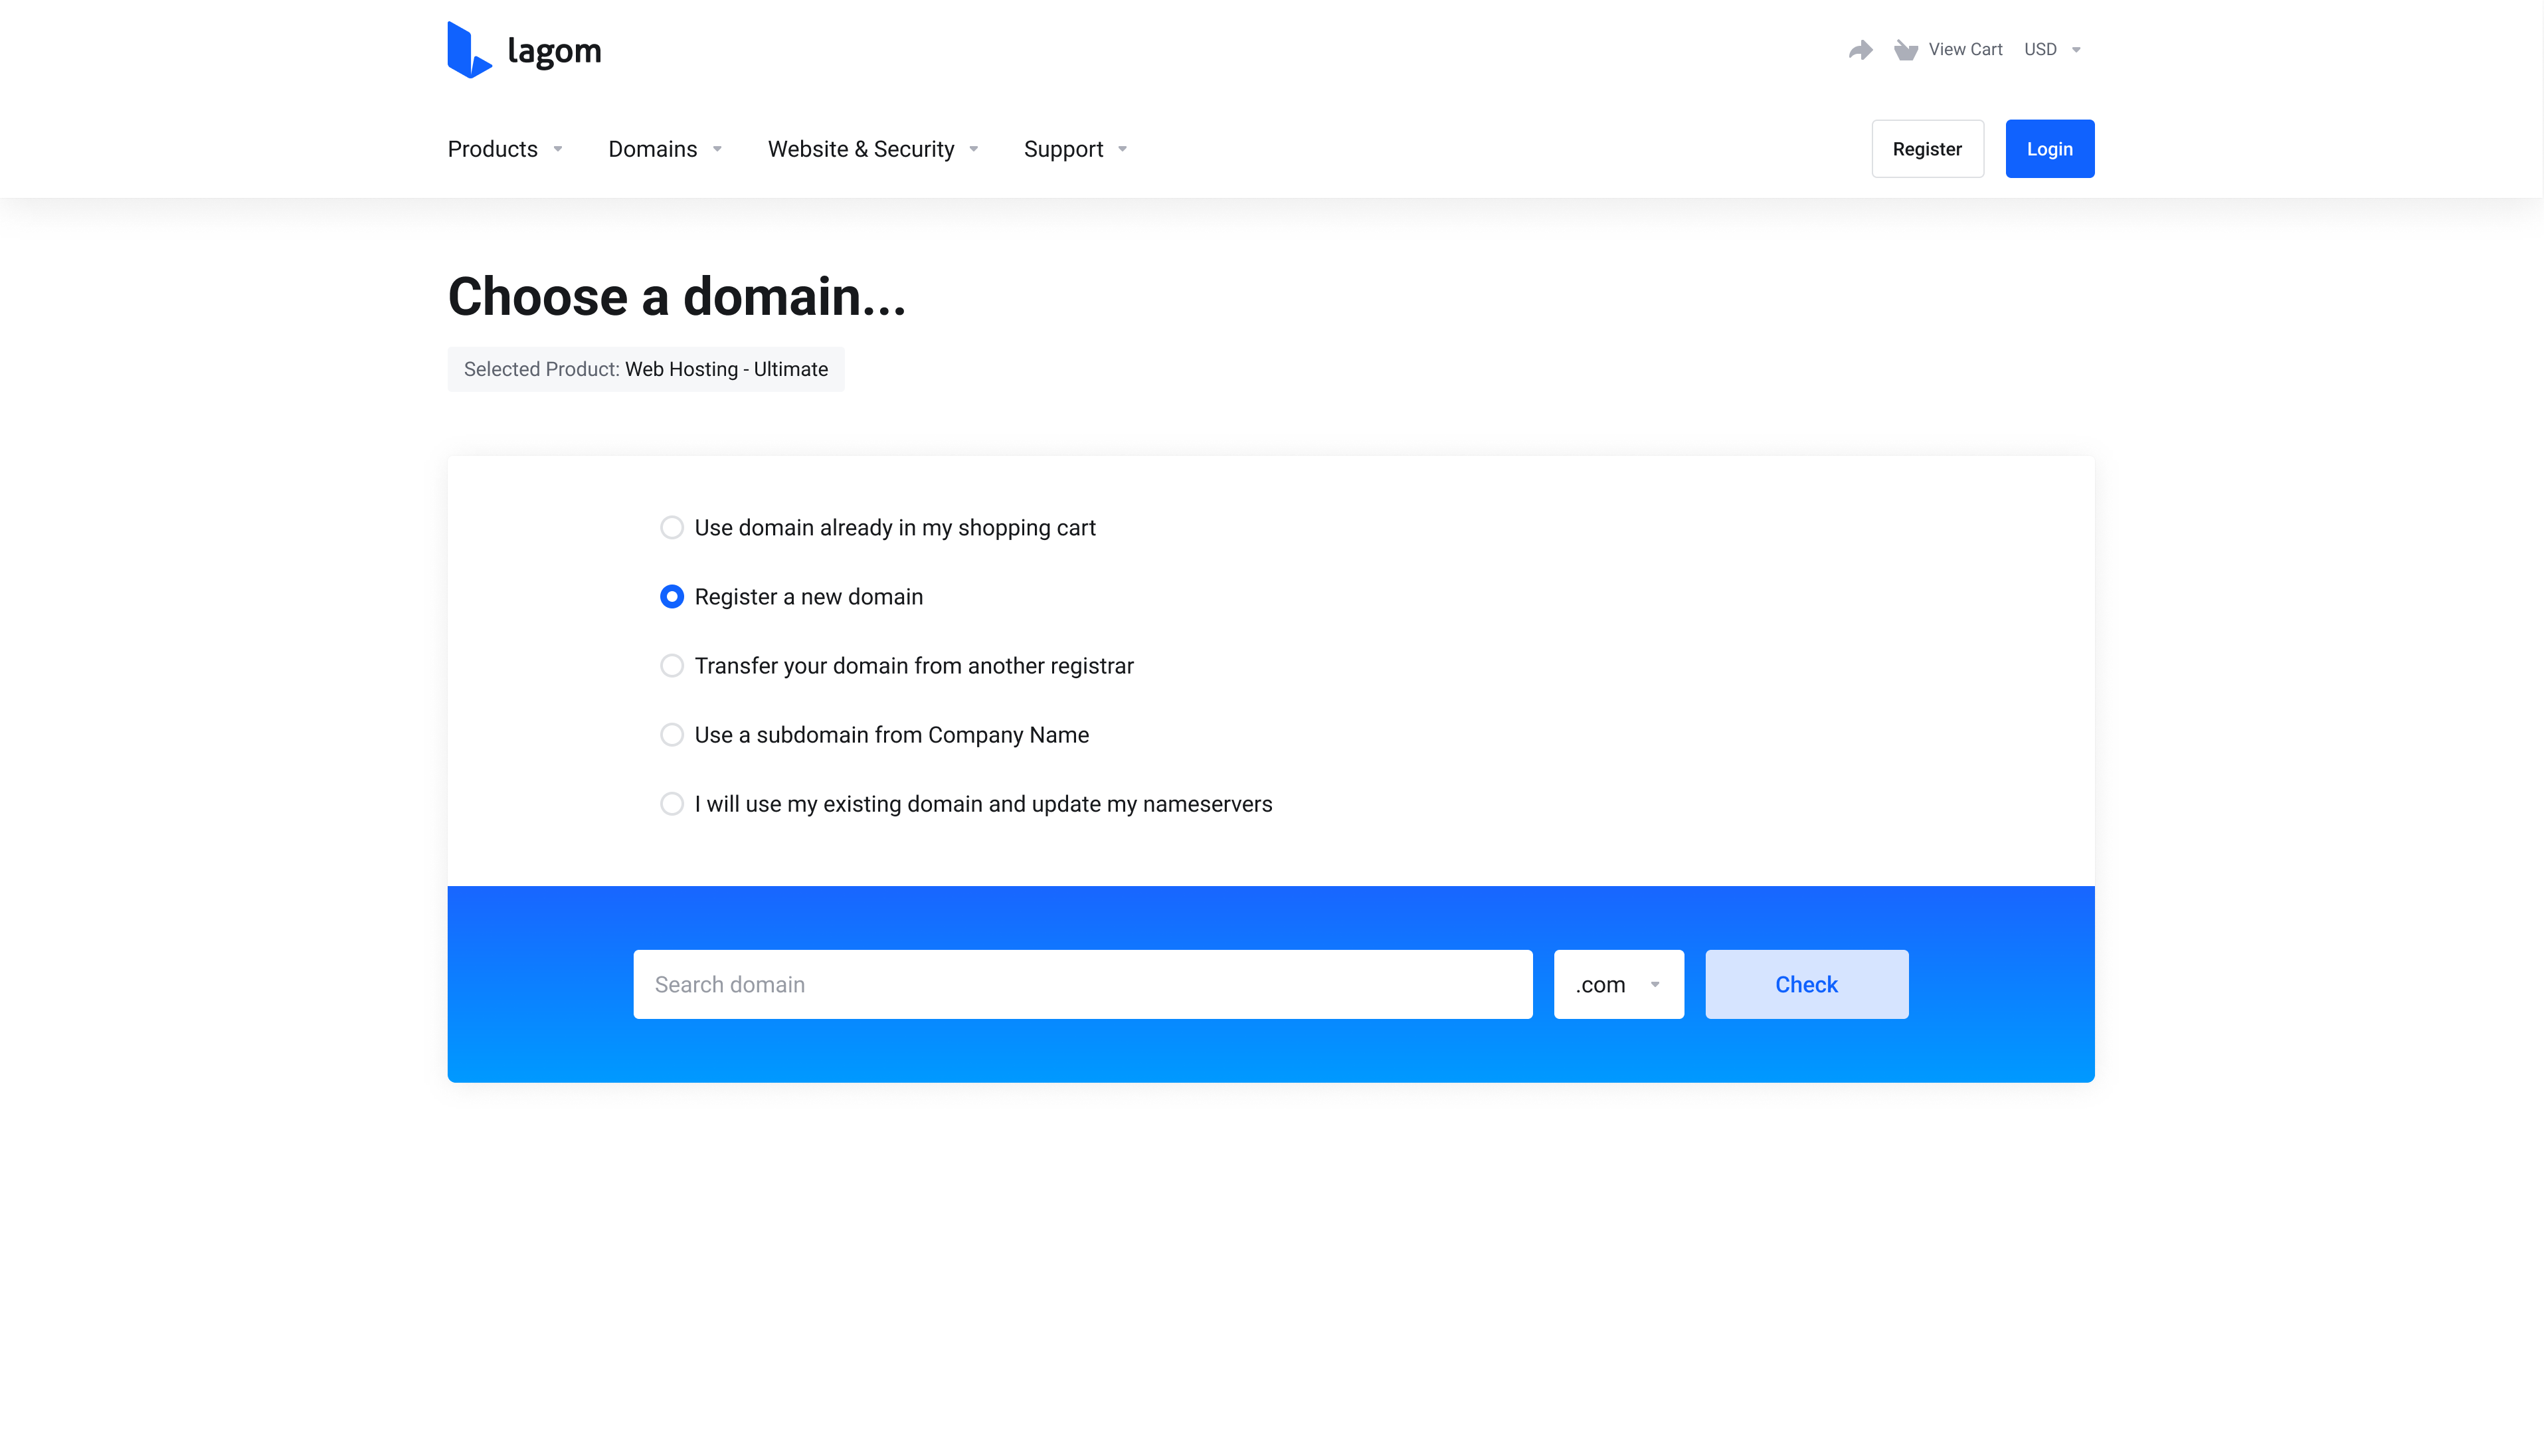 lagom
View Cart USD
Products Domains Website & Security Support
Register Login
Choose a domain...
Selected Product: Web Hosting - Ultimate
Use domain already in my shopping cart
Register a new domain
Transfer your domain from another registrar
Use a subdomain from Company Name
I will use my existing domain and update my nameservers
Search domain .com Check